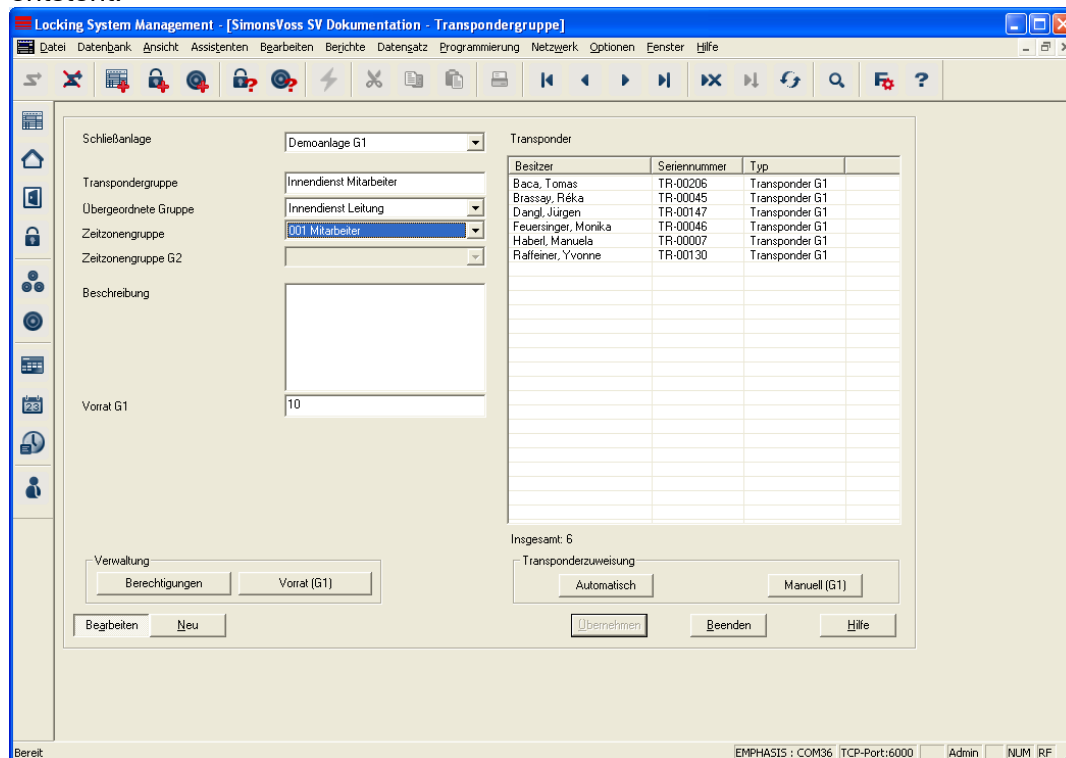 Locking System Management - [SimonsVoss SV Dokumentation - Transpondergruppe]
Datei Datenbank Ansicht Assistenten Bearbeiten Berichte Datensatz Programmierung Netzwerk Optionen Fenster Hilfe
Schließanlage Demoanlage G1
Transpondergruppe Innendienst Mitarbeiter
Übergeordnete Gruppe Innendienst Leitung
Zeitzonengruppe 001 Mitarbeiter
Zeitzonengruppe G2
Beschreibung
Vorrat G1 10
Transponder
Besitzer Seriennummer Typ
Baca, Tomas TR-00206 Transponder G1
Brassay, Réka TR-00045 Transponder G1
Dangl, Jürgen TR-00147 Transponder G1
Feuersinger, Monika TR-00046 Transponder G1
Haberl, Manuela TR-00007 Transponder G1
Raffeiner, Yvonne TR-00130 Transponder G1
Insgesamt: 6
Verwaltung
Berechtigungen Vorrat (G1)
Transponderzuweisung
Automatisch Manuell (G1)
Bearbeiten Neu Übernehmen Beenden Hilfe
Bereit EMPHASIS : COM36 TCP-Port:6000 Admin NUM RF